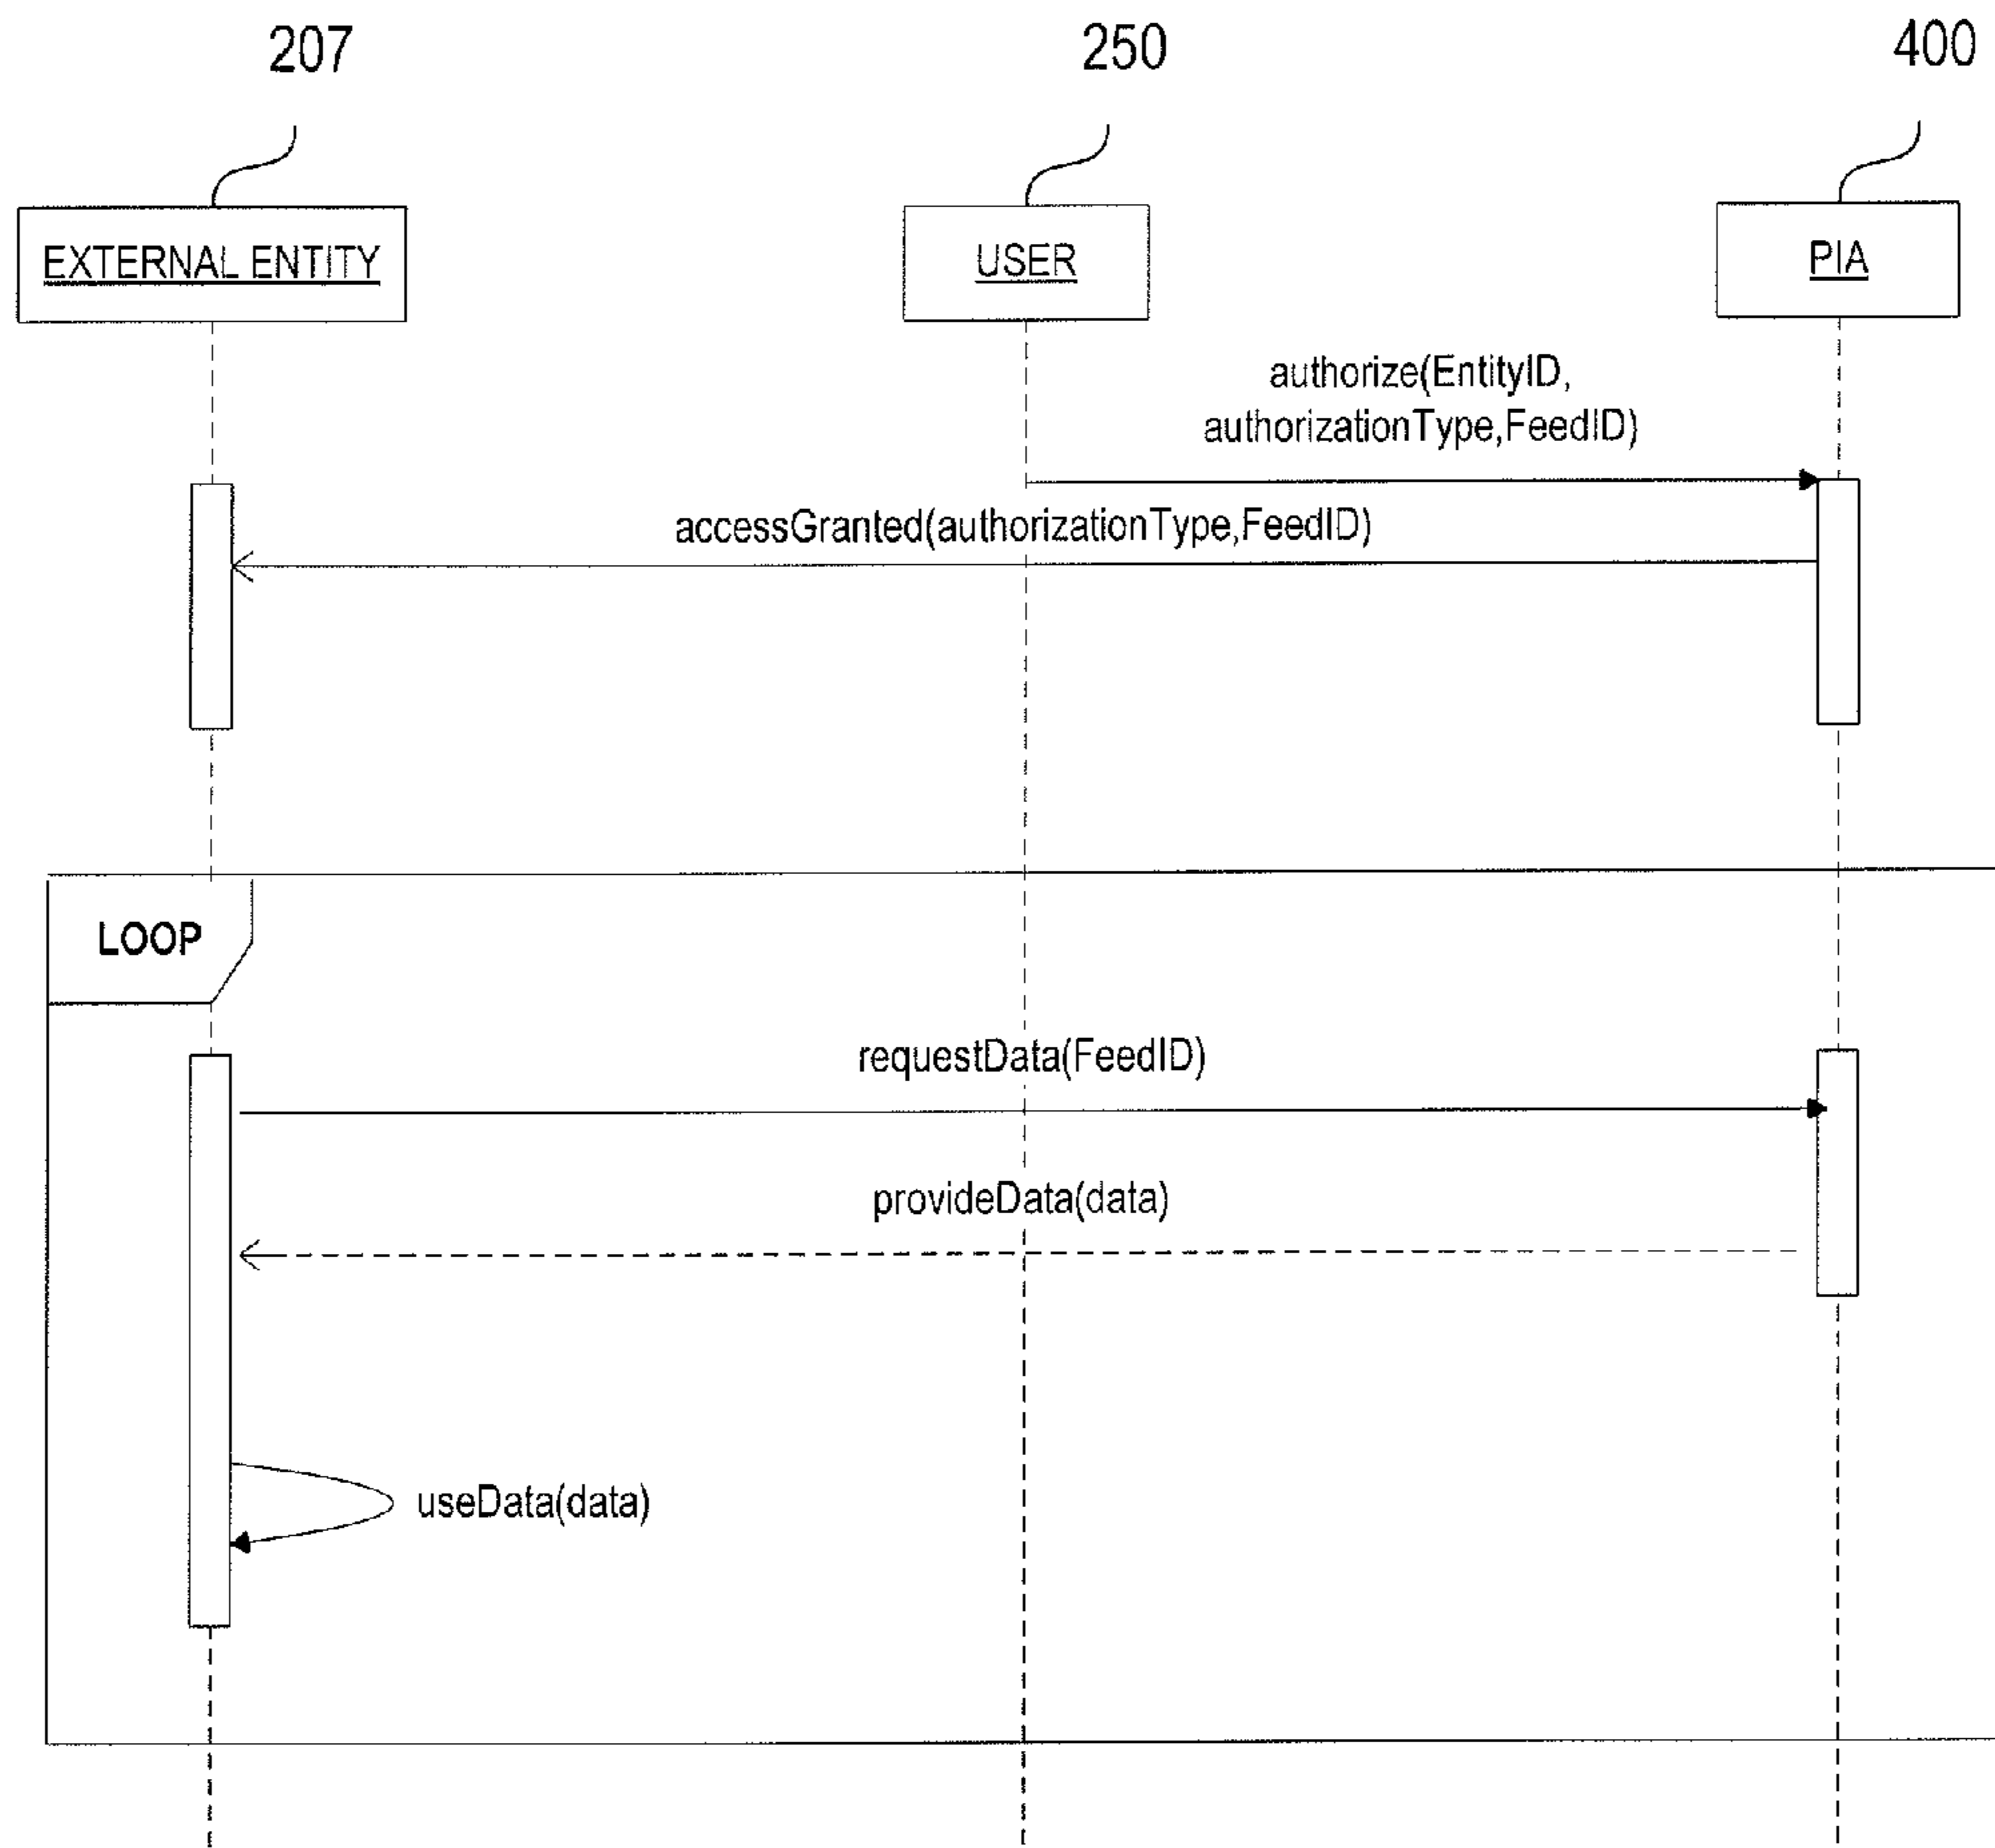 207
250
400
EXTERNAL ENTITY
USER
PIA
authorize(EntityID,
authorizationType,FeedID)
accessGranted(authorizationType,FeedID)
LOOP
requestData(FeedID)
provideData(data)
useData(data)